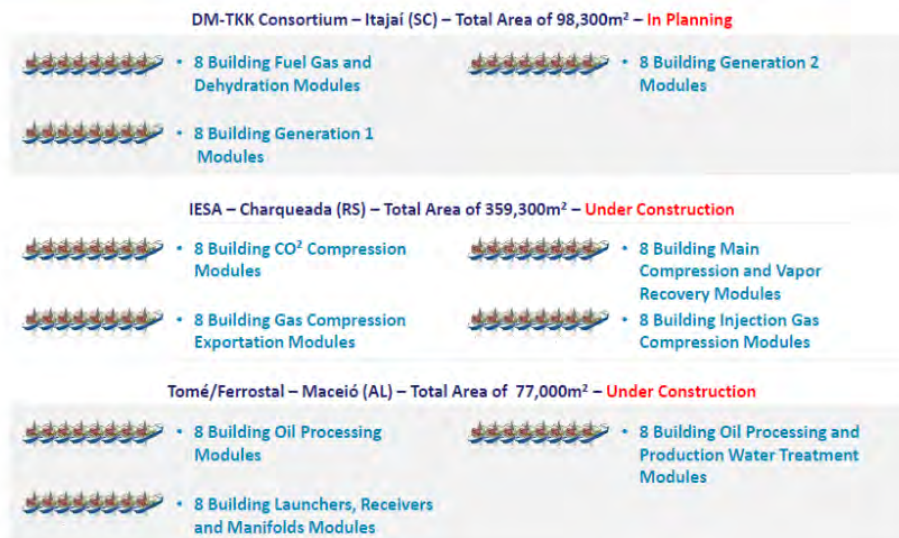 DM-TKK Consortium – Itajaí (SC) – Total Area of 98,300m² – In Planning
• 8 Building Fuel Gas and
Dehydration Modules
• 8 Building Generation 2
Modules
• 8 Building Generation 1
Modules
IESA – Charqueada (RS) – Total Area of 359,300m² – Under Construction
• 8 Building CO² Compression
Modules
• 8 Building Main
Compression and Vapor
Recovery Modules
• 8 Building Gas Compression
Exportation Modules
• 8 Building Injection Gas
Compression Modules
Tomé/Ferrostal – Maceió (AL) – Total Area of 77,000m² – Under Construction
• 8 Building Oil Processing
Modules
• 8 Building Oil Processing and
Production Water Treatment
Modules
• 8 Building Launchers, Receivers
and Manifolds Modules